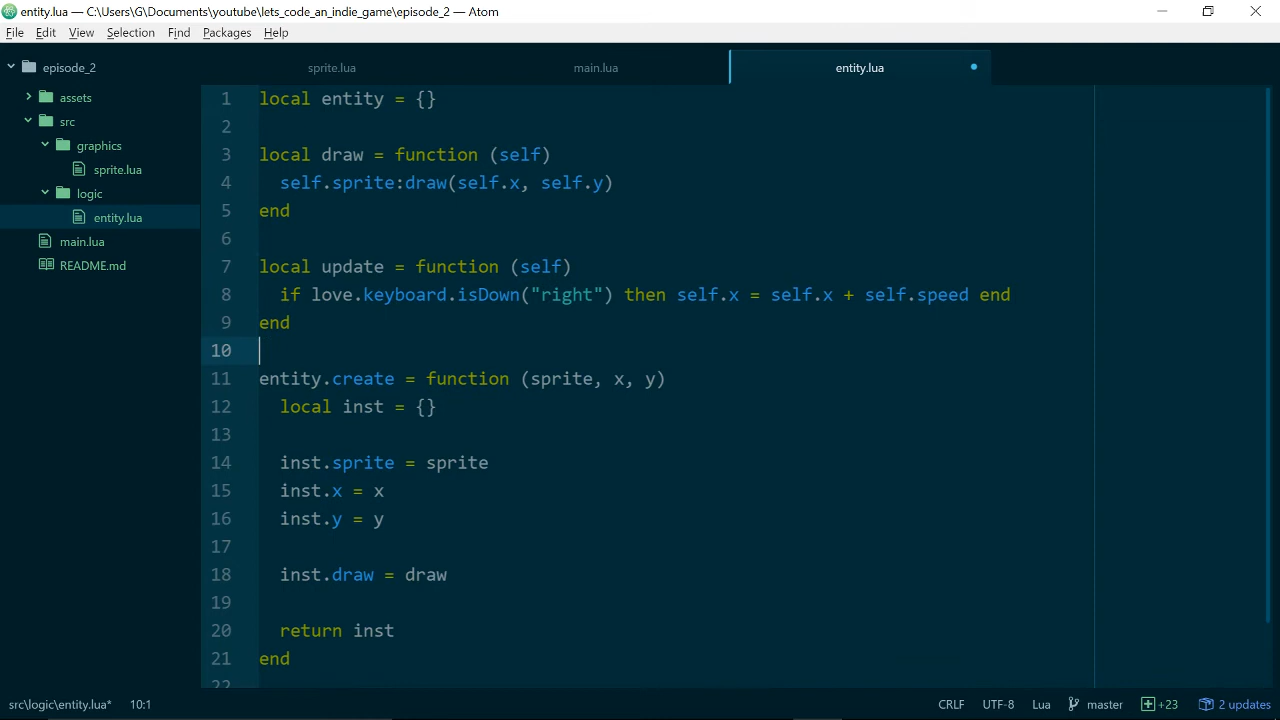 entity.lua — C:\Users\G\Documents\youtube\lets_code_an_indie_game\episode_2 — Atom
File Edit View Selection Find Packages Help
episode_2
assets
src
graphics
sprite.lua
logic
entity.lua
main.lua
README.md
sprite.lua main.lua entity.lua
1 local entity = {}
2
3 local draw = function (self)
4 self.sprite:draw(self.x, self.y)
5 end
6
7 local update = function (self)
8 if love.keyboard.isDown("right") then self.x = self.x + self.speed end
9 end
10
11 entity.create = function (sprite, x, y)
12 local inst = {}
13
14 inst.sprite = sprite
15 inst.x = x
16 inst.y = y
17
18 inst.draw = draw
19
20 return inst
21 end
22
src\logic\entity.lua* 10:1 CRLF UTF-8 Lua master +23 2 updates